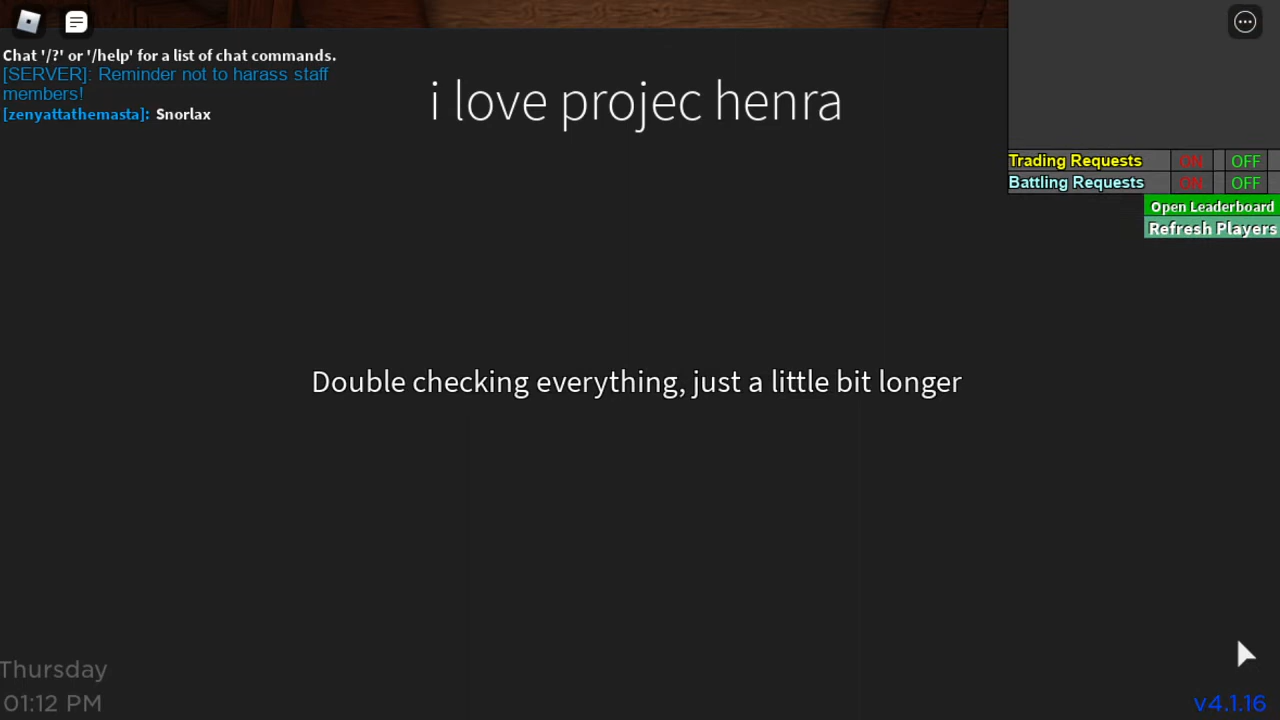 Chat '/?' or '/help' for a list of chat commands.
[SERVER]: Reminder not to harass staff
members!
[zenyattathemasta]: Snorlax
i love projec henra
Trading Requests ON OFF
Battling Requests ON OFF
Open Leaderboard
Refresh Players
Double checking everything, just a little bit longer
Thursday
01:12 PM
v4.1.16